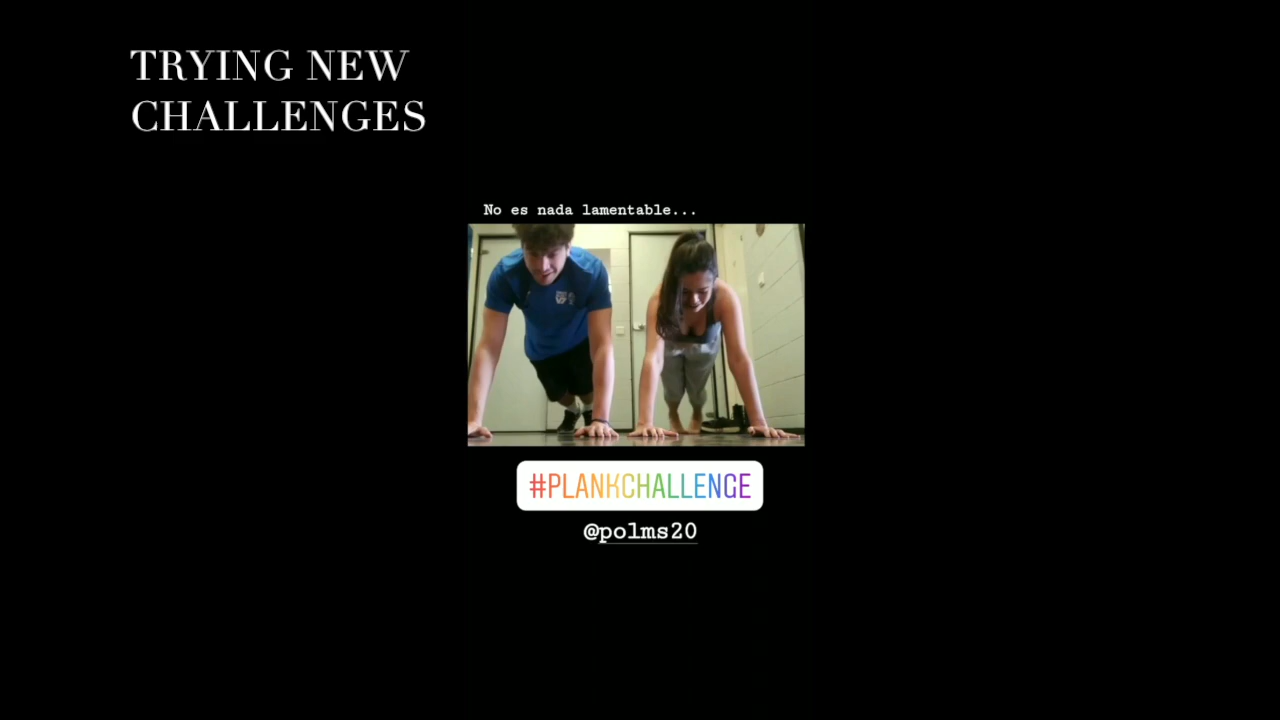 TRYING NEW
CHALLENGES
No es nada lamentable...
#PLANKCHALLENGE
@polms20